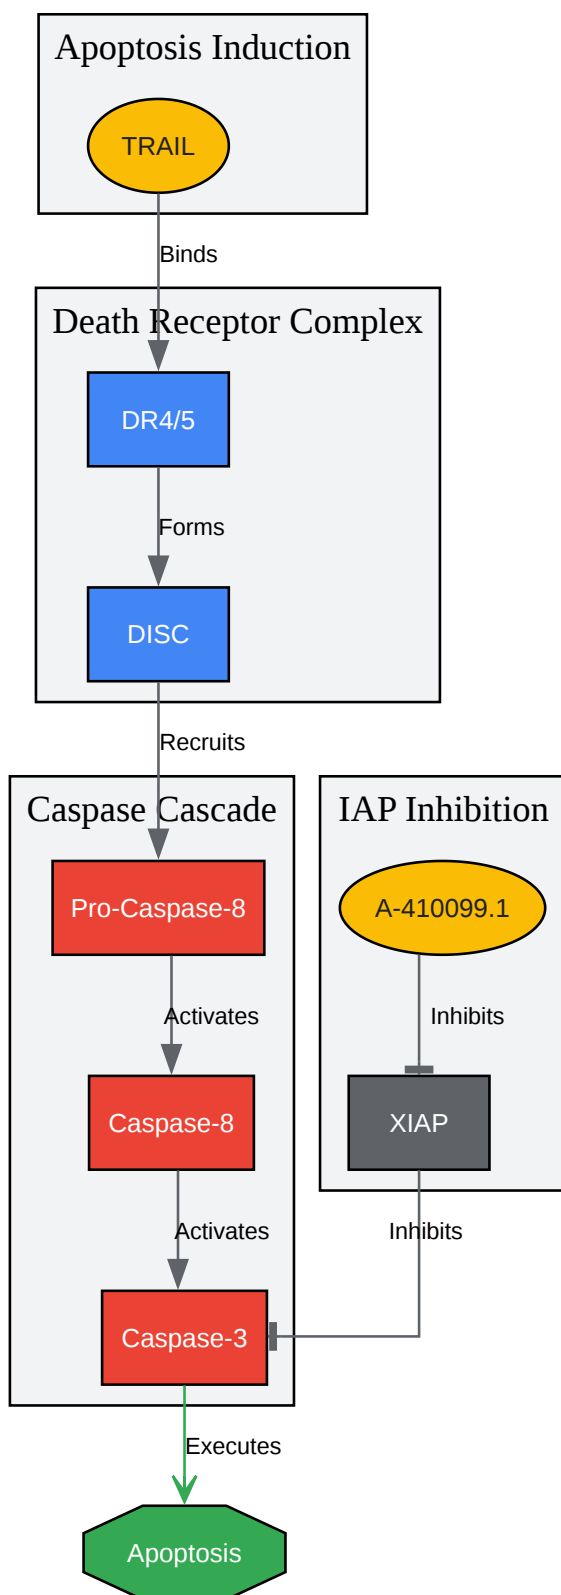 Apoptosis Induction
TRAIL
Binds
Death Receptor Complex
DR4/5
Forms
DISC
Recruits
Caspase Cascade
IAP Inhibition
Pro-Caspase-8
A-410099.1
Activates
Inhibits
Caspase-8
XIAP
Activates
Inhibits
Caspase-3
Executes
Apoptosis